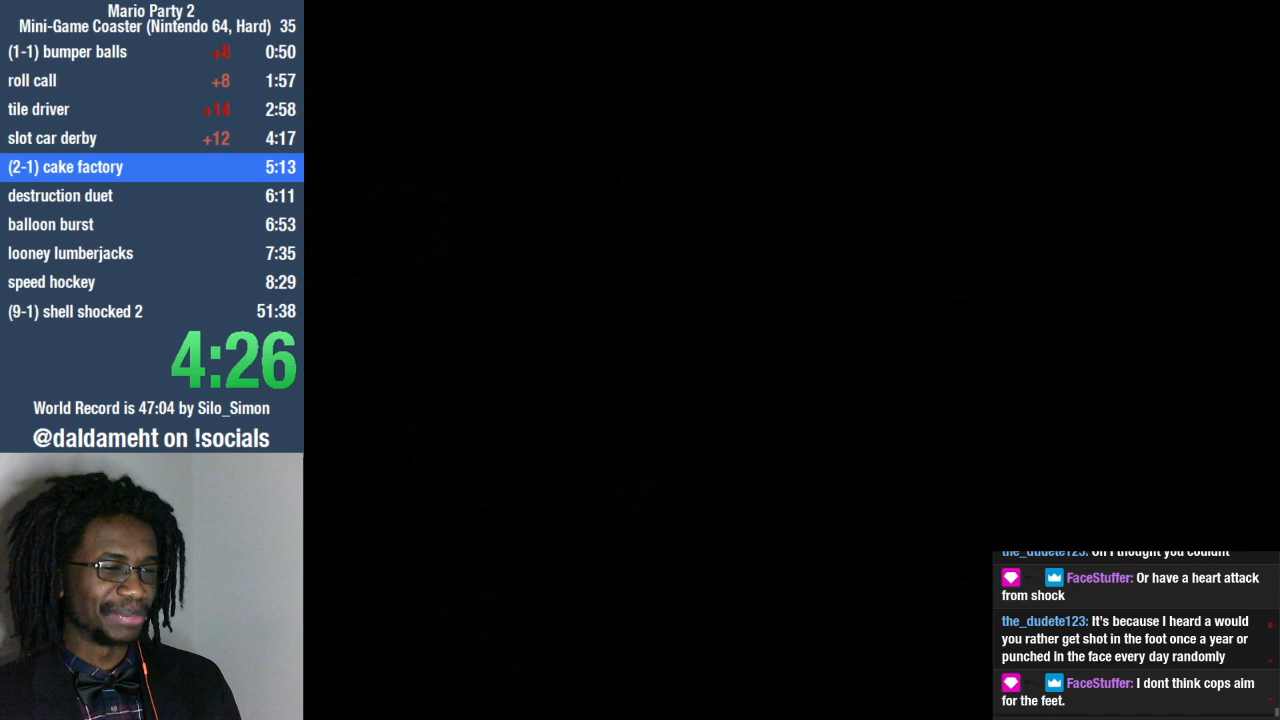 Mario Party 2
Mini-Game Coaster (Nintendo 64, Hard) 35
(1-1) bumper balls +8 0:50
roll call +8 1:57
tile driver +14 2:58
slot car derby +12 4:17
(2-1) cake factory 5:13
destruction duet 6:11
balloon burst 6:53
looney lumberjacks 7:35
speed hockey 8:29
(9-1) shell shocked 2 51:38
4:26
World Record is 47:04 by Silo_Simon
@daldameht on !socials
the_dudete123: Oh I thought you couldnt
FaceStuffer: Or have a heart attack
from shock
the_dudete123: It's because I heard a would
you rather get shot in the foot once a year or
punched in the face every day randomly
FaceStuffer: I dont think cops aim
for the feet.